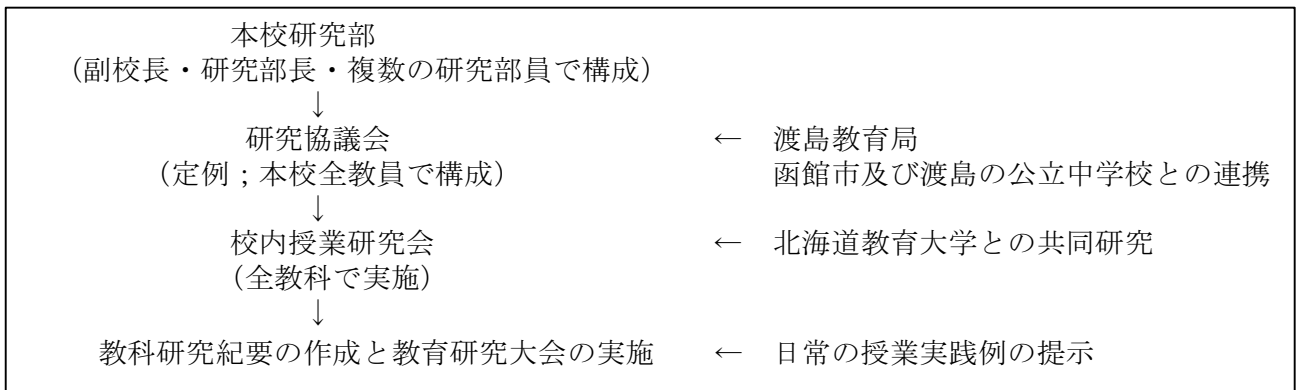 本校研究部
(副校長・研究部長・複数の研究部員で構成)
↓
研究協議会 ← 渡島教育局
(定例；本校全教員で構成) 函館市及び渡島の公立中学校との連携
↓
校内授業研究会 ← 北海道教育大学との共同研究
(全教科で実施)
↓
教科研究紀要の作成と教育研究大会の実施 ← 日常の授業実践例の提示